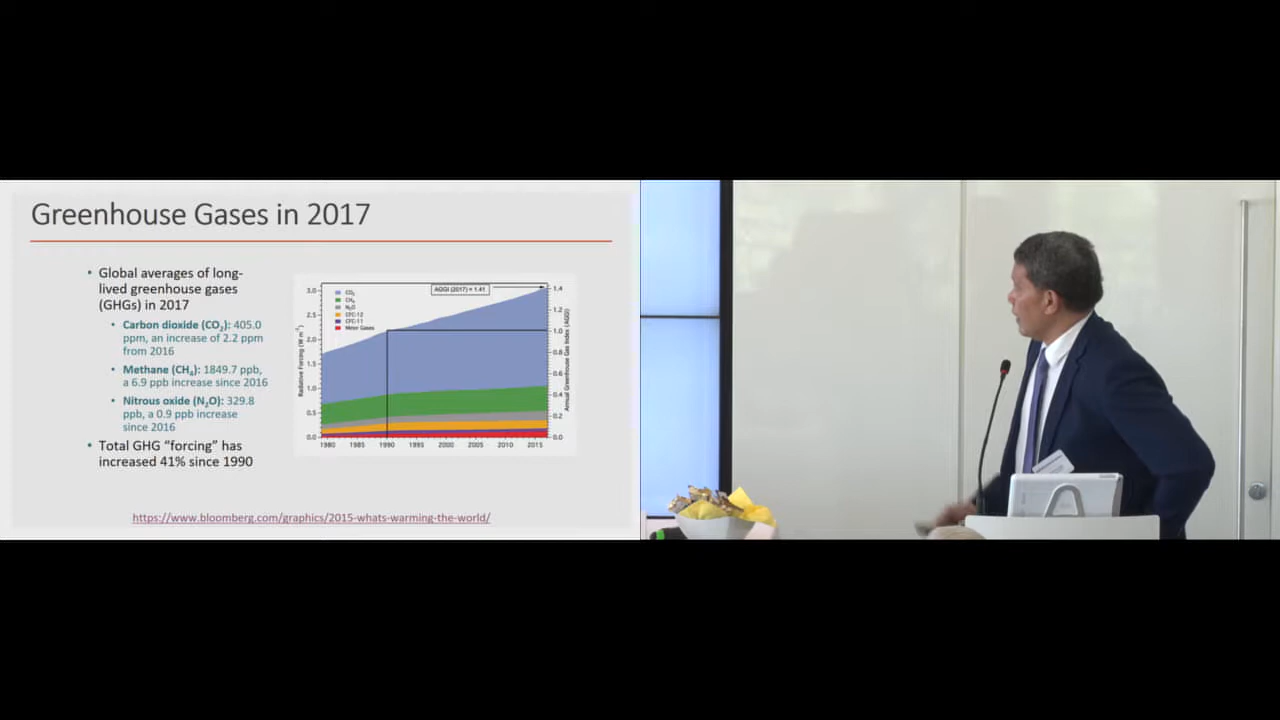 Greenhouse Gases in 2017
• Global averages of long-
lived greenhouse gases
(GHGs) in 2017
• Carbon dioxide (CO₂): 405.0
ppm, an increase of 2.2 ppm
from 2016
• Methane (CH₄): 1849.7 ppb,
a 6.9 ppb increase since 2016
• Nitrous oxide (N₂O): 329.8
ppb, a 0.9 ppb increase
since 2016
• Total GHG “forcing” has
increased 41% since 1990
AGGI (2017) = 1.41
CO₂
CH₄
N₂O
CFC-12
CFC-11
Minor Gases
Radiative Forcing (W m⁻²)
3.0
2.5
2.0
1.5
1.0
0.5
0.0
1980 1985 1990 1995 2000 2005 2010 2015
1.4
1.2
1.0
0.8
0.6
0.4
0.2
0.0
Annual Greenhouse Gas Index (AGGI)
https://www.bloomberg.com/graphics/2015-whats-warming-the-world/